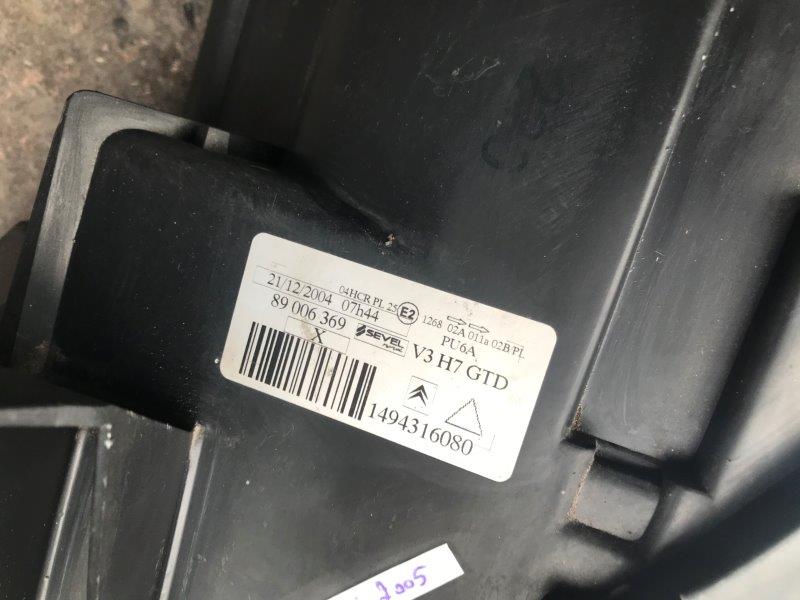 04HCR PL 25 E2 1268 02A 011a 02B PL
21/12/2004 07h44
PU6A
89 006 369
SEVEL
V3 H7 GTD
X
1494316080
2005